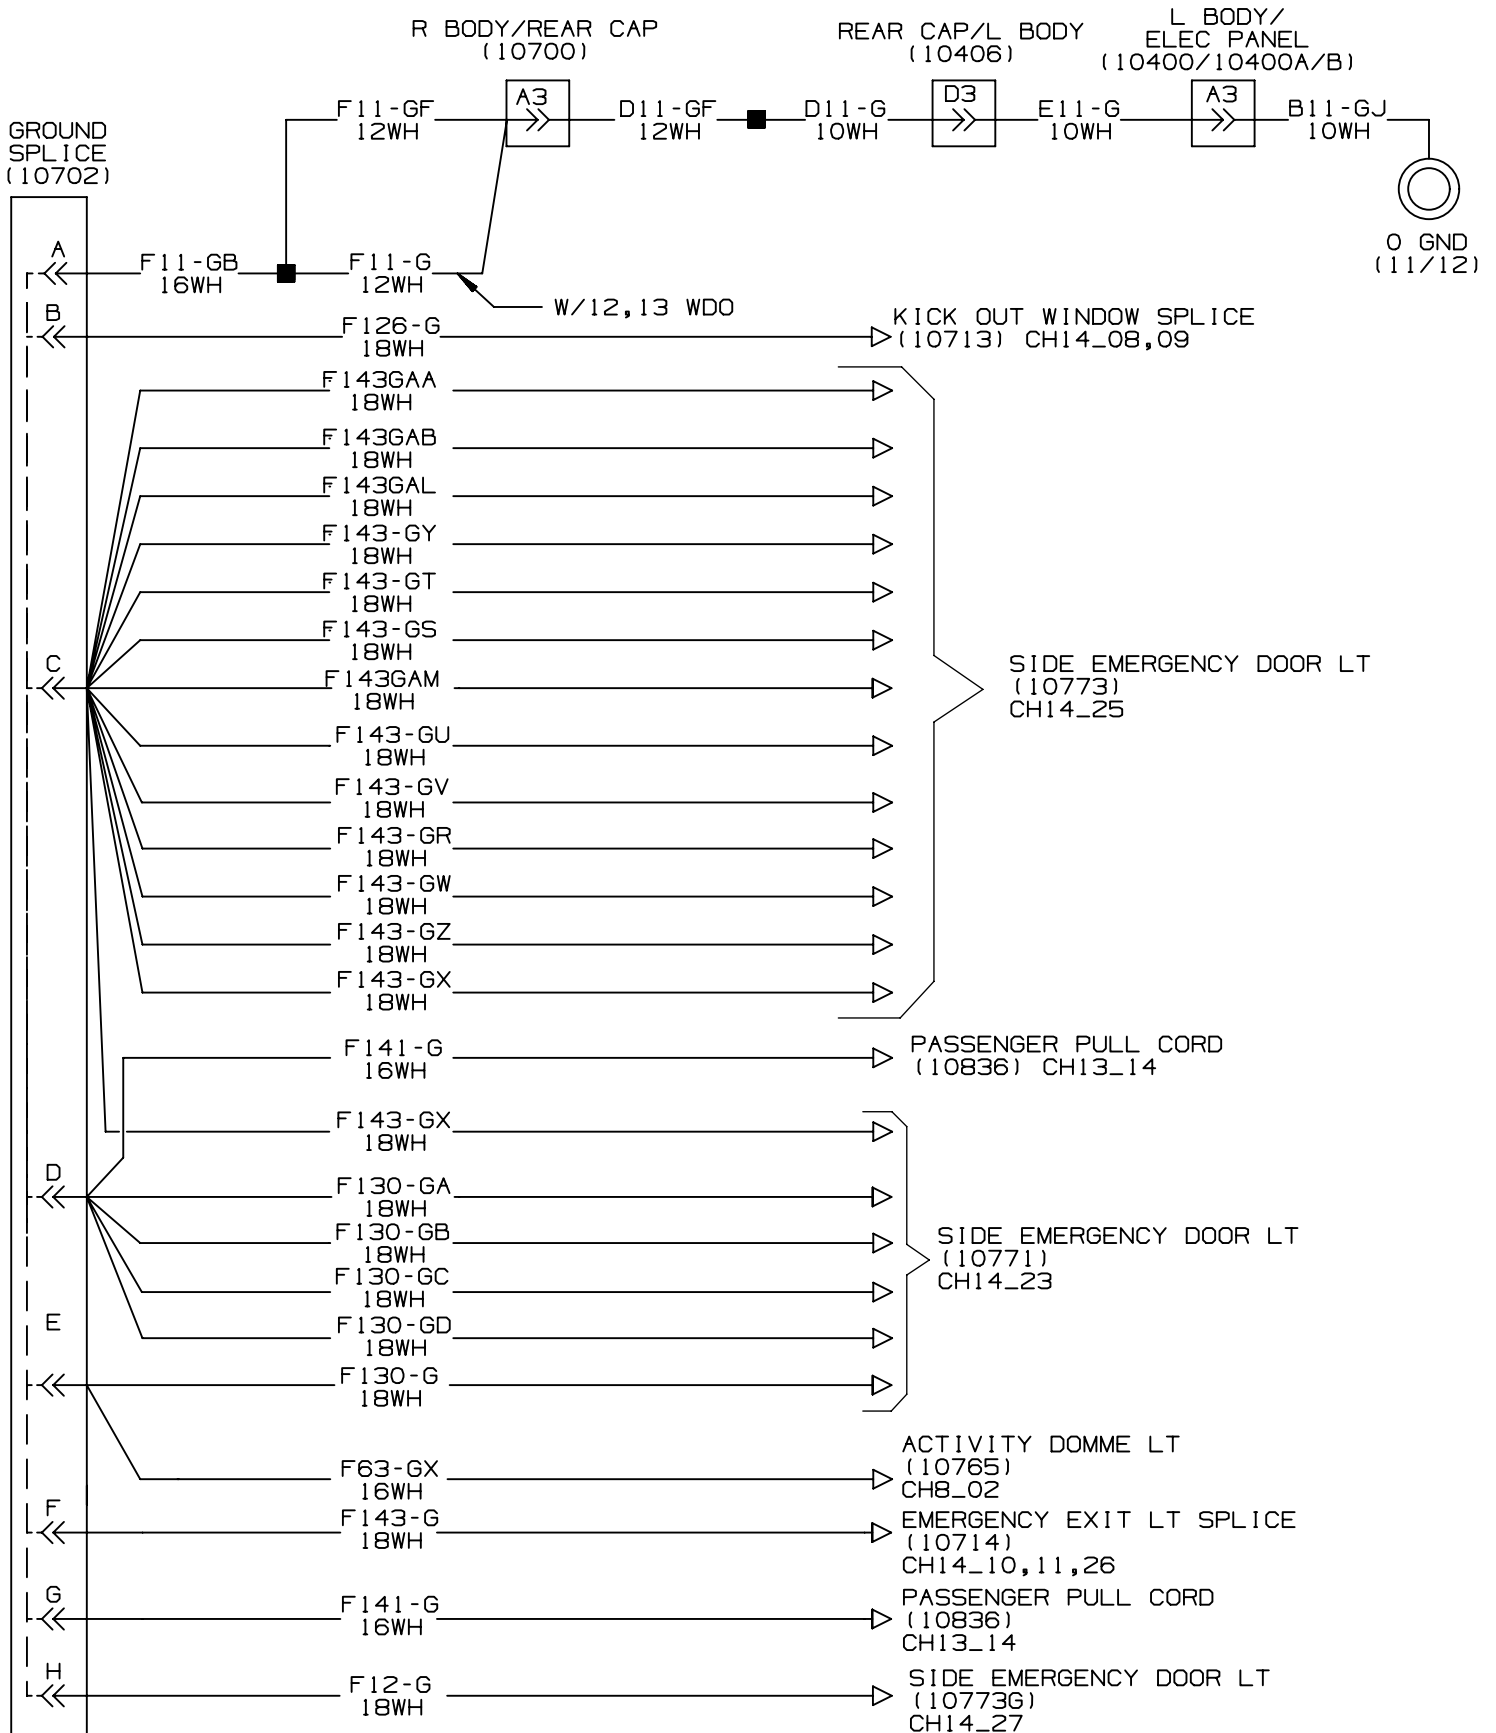 R BODY/REAR CAP
(10700)
REAR CAP/L BODY
(10406)
L BODY/
ELEC PANEL
(10400/10400A/B)
GROUND
SPLICE
(10702)
F11-GF
12WH
A3
D11-GF
12WH
D11-G
10WH
D3
E11-G
10WH
A3
B11-GJ
10WH
0 GND
(11/12)
A
F11-GB
16WH
F11-G
12WH
W/12,13 WDO
B
F126-G
18WH
KICK OUT WINDOW SPLICE
(10713) CH14_08,09
F143GAA
18WH
F143GAB
18WH
F143GAL
18WH
F143-GY
18WH
F143-GT
18WH
F143-GS
18WH
C
F143GAM
18WH
SIDE EMERGENCY DOOR LT
(10773)
CH14_25
F143-GU
18WH
F143-GV
18WH
F143-GR
18WH
F143-GW
18WH
F143-GZ
18WH
F143-GX
18WH
F141-G
16WH
PASSENGER PULL CORD
(10836) CH13_14
F143-GX
18WH
D
F130-GA
18WH
F130-GB
18WH
F130-GC
18WH
SIDE EMERGENCY DOOR LT
(10771)
CH14_23
E
F130-GD
18WH
F130-G
18WH
F63-GX
16WH
ACTIVITY DOMME LT
(10765)
CH8_02
F
F143-G
18WH
EMERGENCY EXIT LT SPLICE
(10714)
CH14_10,11,26
G
F141-G
16WH
PASSENGER PULL CORD
(10836)
CH13_14
H
F12-G
18WH
SIDE EMERGENCY DOOR LT
(10773G)
CH14_27